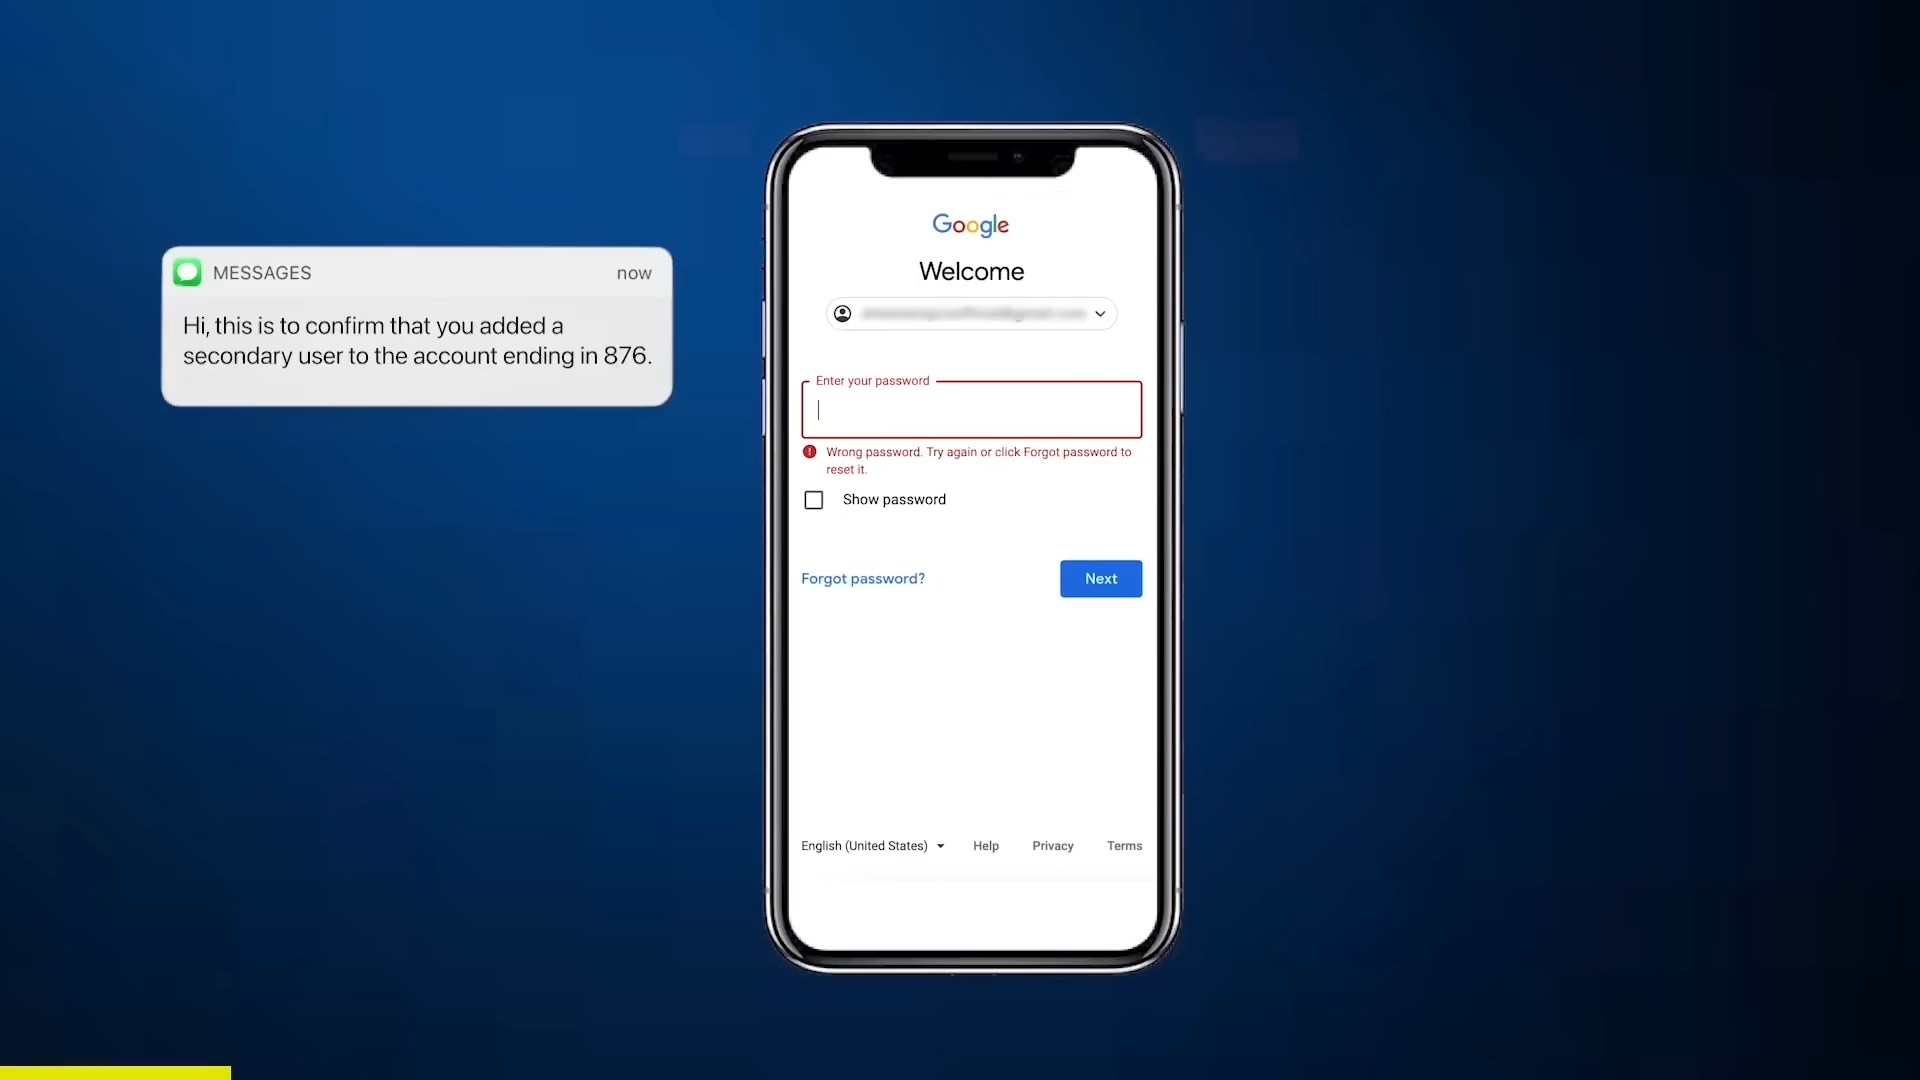 MESSAGES
now
Hi, this is to confirm that you added a
secondary user to the account ending in 876.
Google
Welcome
Enter your password
Wrong password. Try again or click Forgot password to
reset it.
Show password
Forgot password?
Next
English (United States)
Help
Privacy
Terms